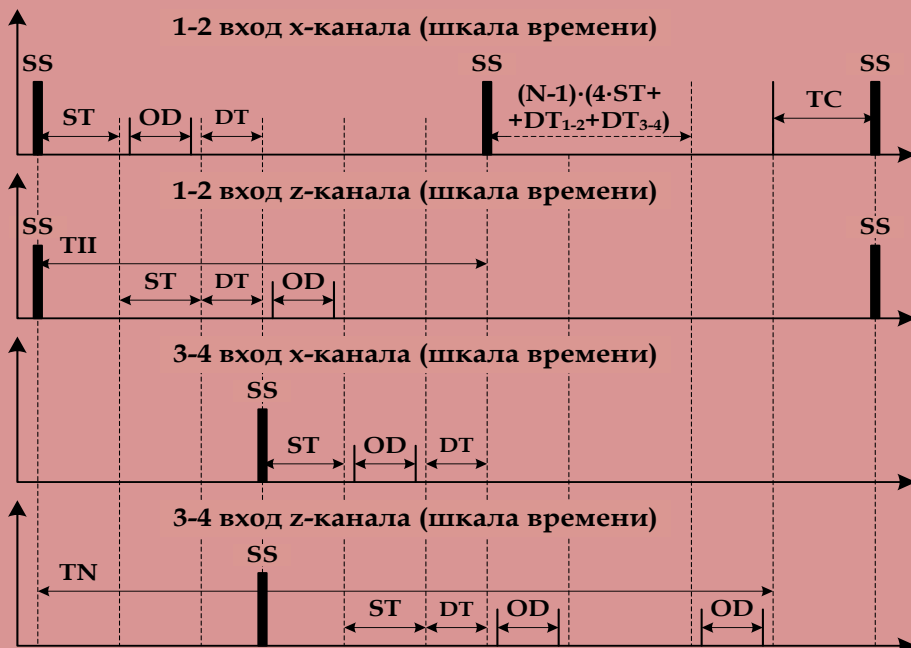 1-2 вход x-канала (шкала времени)
SS SS SS
(N-1)·(4·ST+
+DT1-2+DT3-4)
ST OD DT TC
1-2 вход z-канала (шкала времени)
SS SS
TII
ST DT OD
3-4 вход x-канала (шкала времени)
SS
ST OD DT
3-4 вход z-канала (шкала времени)
SS
TN
ST DT OD OD